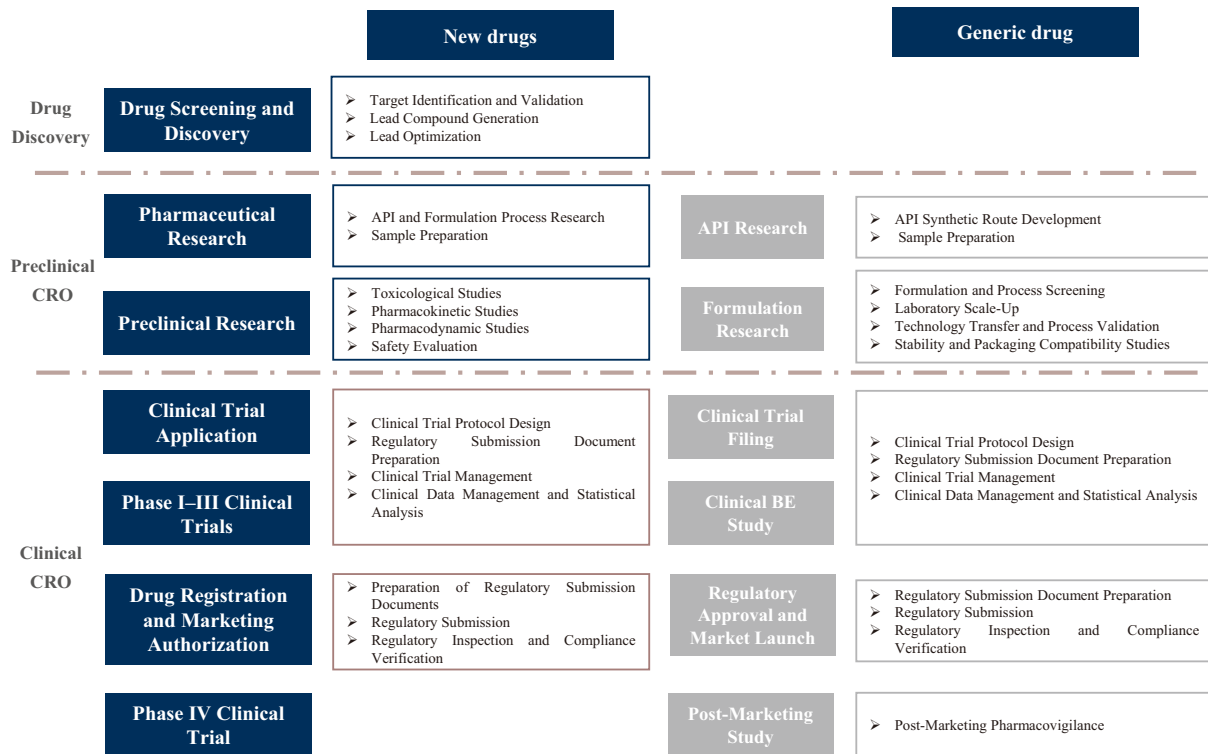 New drugs
Generic drug
Drug
Discovery
Drug Screening and
Discovery
➢ Target Identification and Validation
➢ Lead Compound Generation
➢ Lead Optimization
Preclinical
CRO
Pharmaceutical
Research
➢ API and Formulation Process Research
➢ Sample Preparation
API Research
➢ API Synthetic Route Development
➢ Sample Preparation
Preclinical Research
➢ Toxicological Studies
➢ Pharmacokinetic Studies
➢ Pharmacodynamic Studies
➢ Safety Evaluation
Formulation
Research
➢ Formulation and Process Screening
➢ Laboratory Scale-Up
➢ Technology Transfer and Process Validation
➢ Stability and Packaging Compatibility Studies
Clinical
CRO
Clinical Trial
Application
Phase I–III Clinical
Trials
➢ Clinical Trial Protocol Design
➢ Regulatory Submission Document
Preparation
➢ Clinical Trial Management
➢ Clinical Data Management and Statistical
Analysis
Clinical Trial
Filing
Clinical BE
Study
➢ Clinical Trial Protocol Design
➢ Regulatory Submission Document Preparation
➢ Clinical Trial Management
➢ Clinical Data Management and Statistical Analysis
Drug Registration
and Marketing
Authorization
➢ Preparation of Regulatory Submission
Documents
➢ Regulatory Submission
➢ Regulatory Inspection and Compliance
Verification
Regulatory
Approval and
Market Launch
➢ Regulatory Submission Document Preparation
➢ Regulatory Submission
➢ Regulatory Inspection and Compliance
Verification
Phase IV Clinical
Trial
Post-Marketing
Study
➢ Post-Marketing Pharmacovigilance